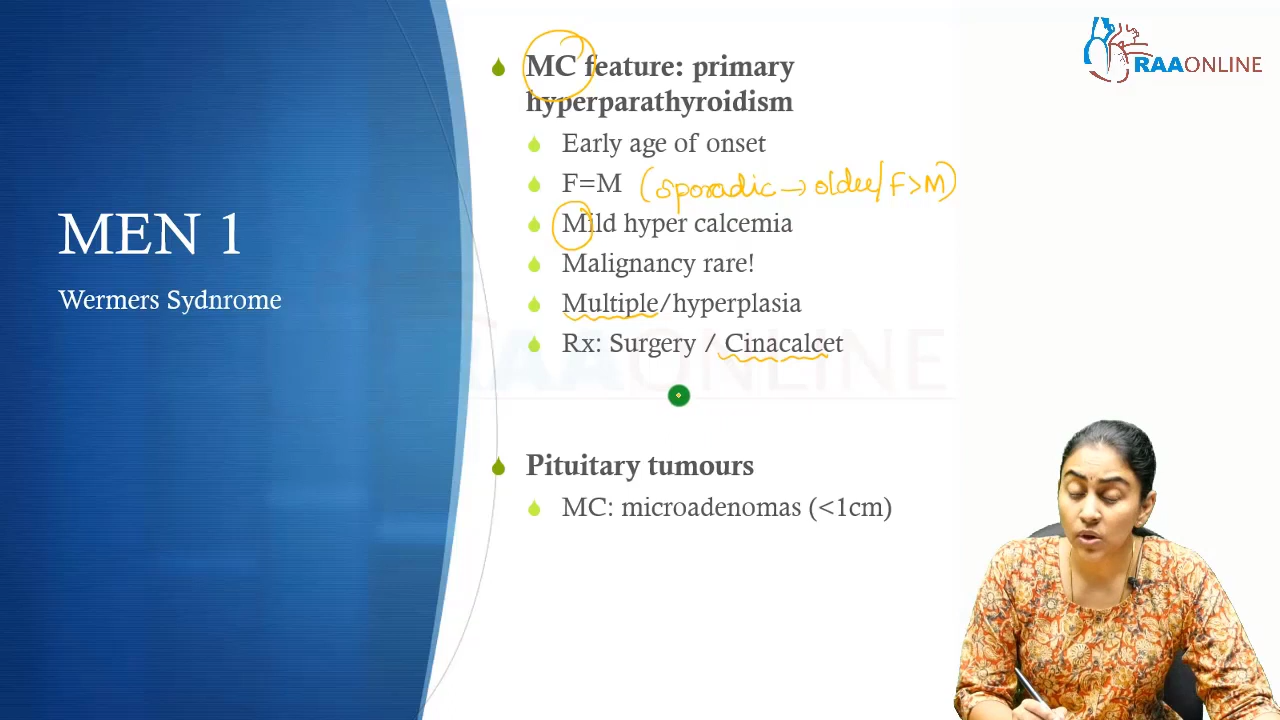 MC feature: primary
hyperparathyroidism
Early age of onset
F=M (sporadic → older/F>M)
Mild hyper calcemia
Malignancy rare!
Multiple/hyperplasia
Rx: Surgery / Cinacalcet
Pituitary tumours
MC: microadenomas (<1cm)
MEN 1
Wermers Sydnrome
RAAONLINE
RAAONLINE